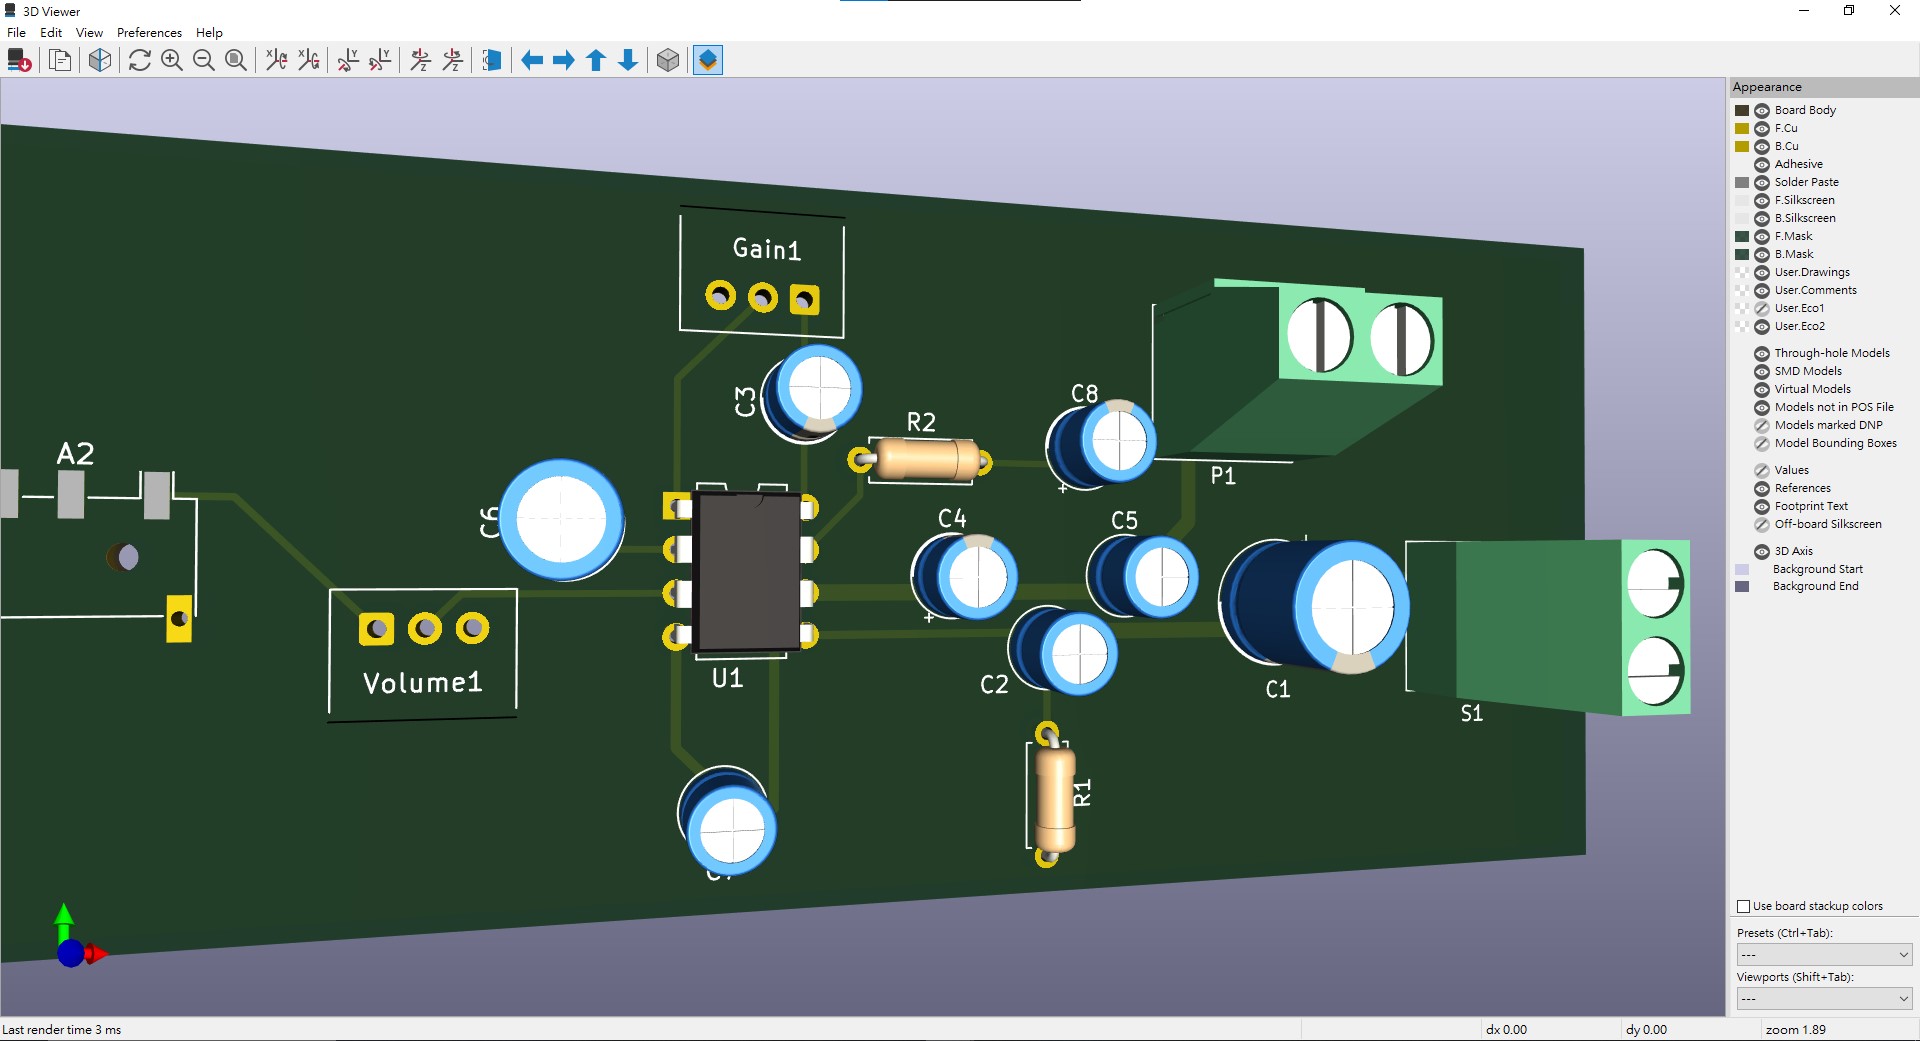 3D Viewer
File Edit View Preferences Help
Appearance
Board Body
F.Cu
B.Cu
Adhesive
Solder Paste
F.Silkscreen
B.Silkscreen
F.Mask
B.Mask
User.Drawings
User.Comments
User.Eco1
User.Eco2
Through-hole Models
SMD Models
Virtual Models
Models not in POS File
Models marked DNP
Model Bounding Boxes
Values
References
Footprint Text
Off-board Silkscreen
3D Axis
Background Start
Background End
Use board stackup colors
Presets (Ctrl+Tab):
---
Viewports (Shift+Tab):
---
Gain1
C3
C8
R2
P1
A2
C6
C4
C5
Volume1
U1
C2
C1
S1
R1
Last render time 3 ms
dx 0.00
dy 0.00
zoom 1.89